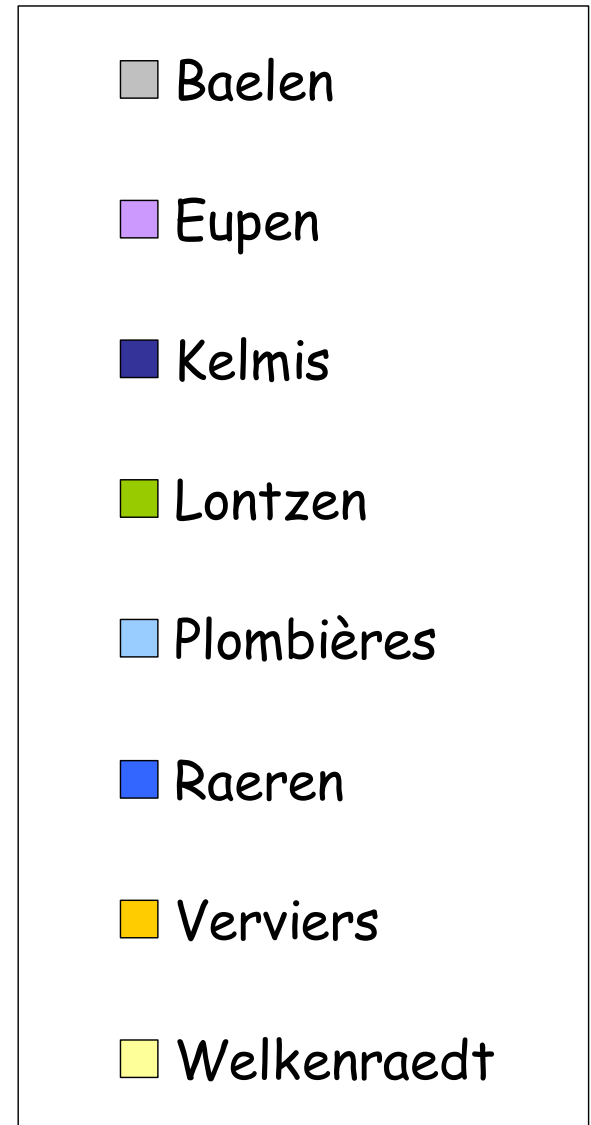 Baelen
Eupen
Kelmis
Lontzen
Plombières
Raeren
Verviers
Welkenraedt